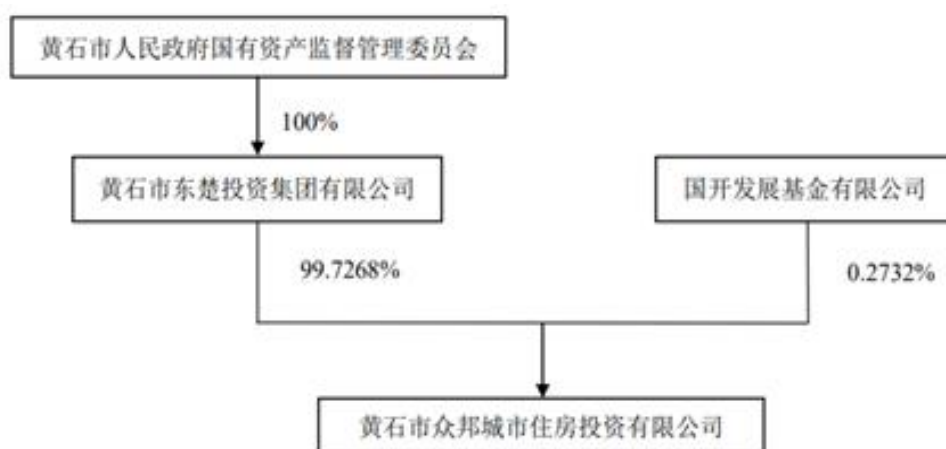 黄石市人民政府国有资产监督管理委员会
100%
黄石市东楚投资集团有限公司
国开发展基金有限公司
99.7268%
0.2732%
黄石市众邦城市住房投资有限公司